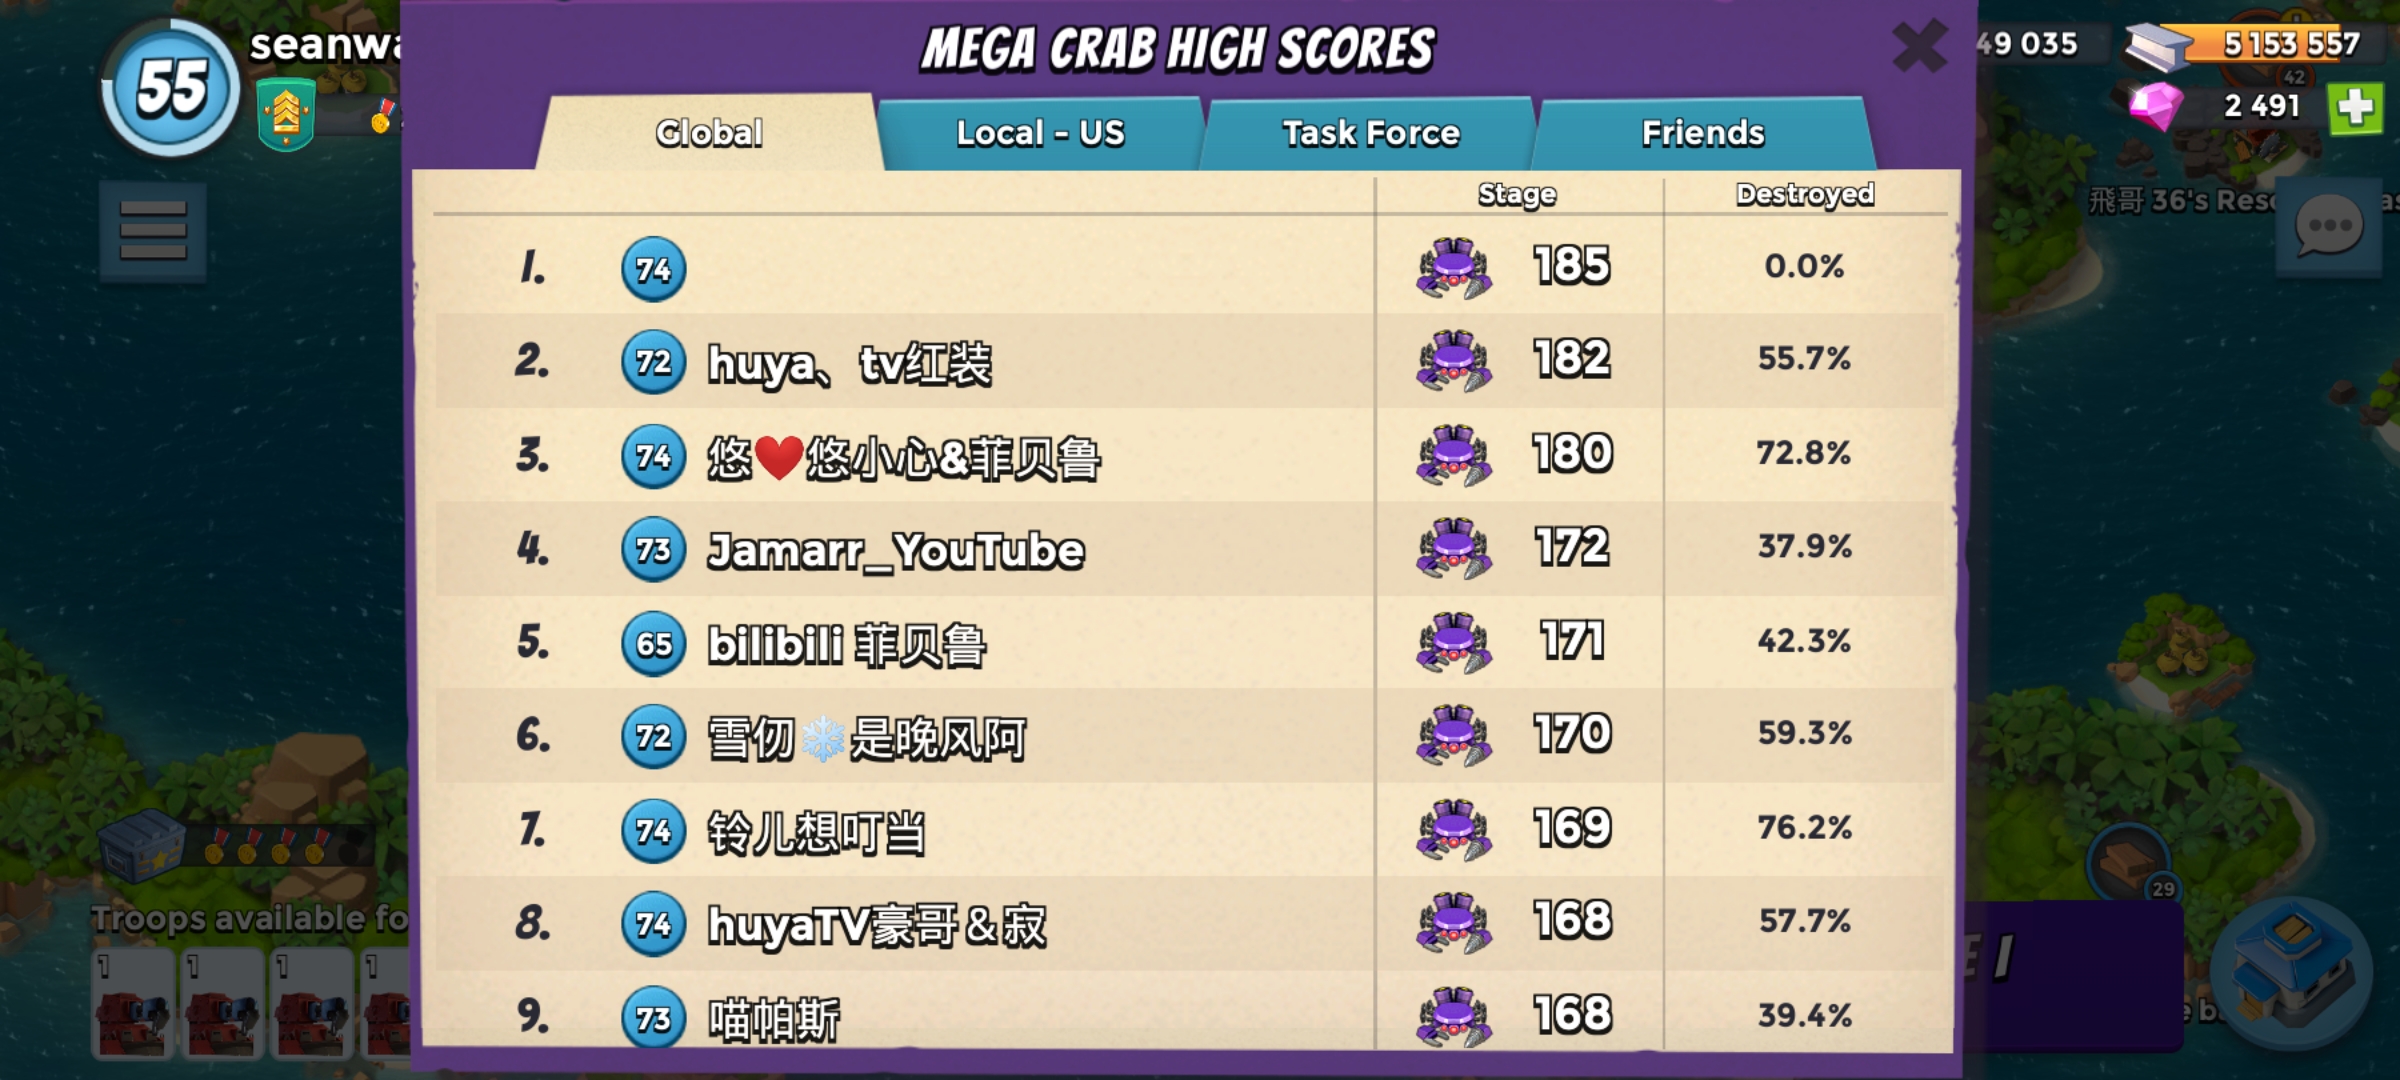 55
seanwa
MEGA CRAB HIGH SCORES
49 035
5 153 557
42
2 491
Global
Local - US
Task Force
Friends
飛哥 36's Res
Stage
Destroyed
1. 74 185 0.0%
2. 72 huya、tv红装 182 55.7%
3. 74 悠❤️悠小心&菲贝鲁 180 72.8%
4. 73 Jamarr_YouTube 172 37.9%
5. 65 bilibili 菲贝鲁 171 42.3%
6. 72 雪仞❄️是晚风阿 170 59.3%
7. 74 铃儿想叮当 169 76.2%
8. 74 huyaTV豪哥＆寂 168 57.7%
9. 73 喵帕斯 168 39.4%
29
Troops available fo
1 1 1 1
E 1